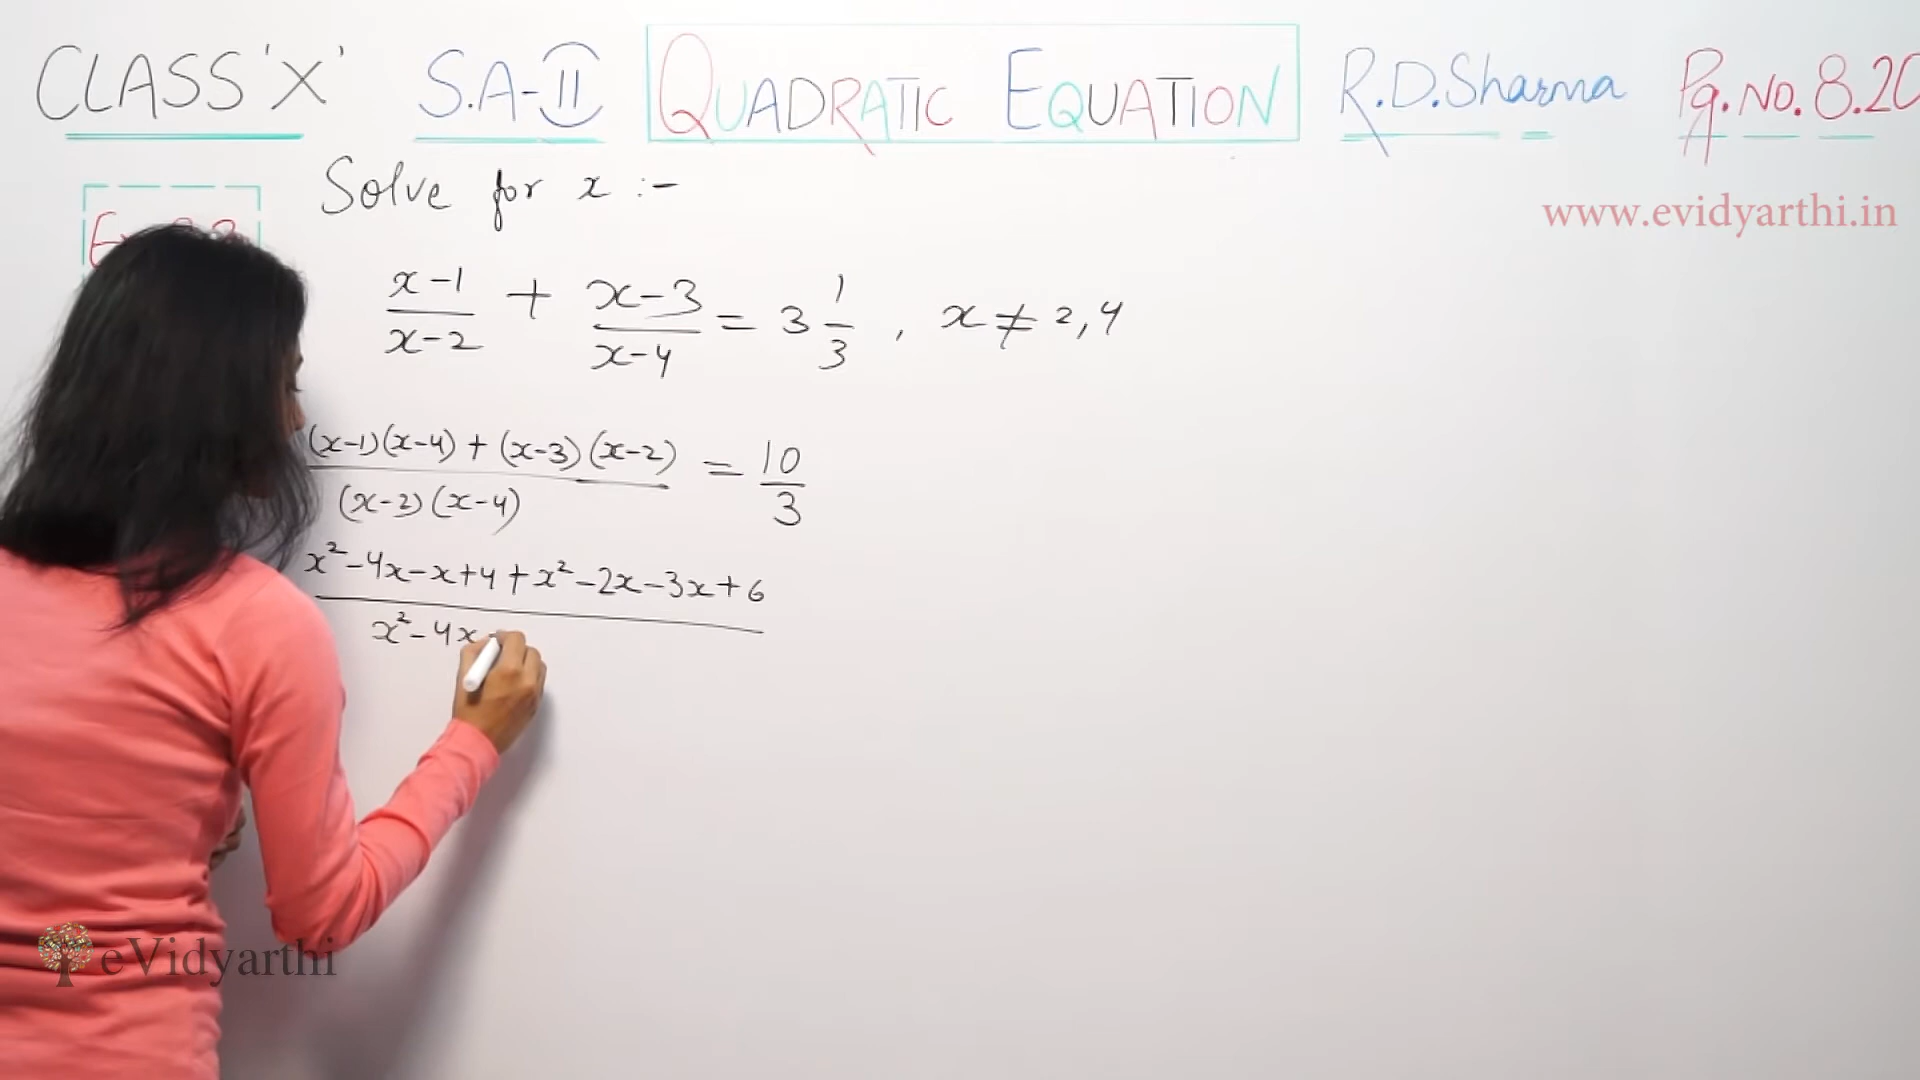 CLASS 'X' S.A-II QUADRATIC EQUATION R.D.Sharma Pg.No. 8.20
Solve for x :-
www.evidyarthi.in
x-1/x-2 + x-3/x-4 = 3 1/3 , x ≠ 2,4
(x-1)(x-4) + (x-3)(x-2)/(x-2)(x-4) = 10/3
x²-4x-x+4+x²-2x-3x+6
x²-4x
eVidyarthi